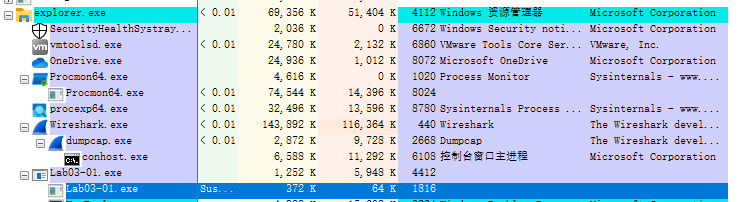 explorer.exe < 0.01 69,356 K 51,404 K 4112 Windows 资源管理器 Microsoft Corporation
SecurityHealthSystray... 2,036 K 0 K 6672 Windows Security noti... Microsoft Corporation
vmtoolsd.exe < 0.01 24,780 K 2,132 K 6860 VMware Tools Core Ser... VMware, Inc.
OneDrive.exe 24,936 K 1,012 K 8072 Microsoft OneDrive Microsoft Corporation
Procmon64.exe 4,616 K 0 K 1020 Process Monitor Sysinternals - www....
Procmon64.exe < 0.01 74,544 K 14,396 K 8024
procexp64.exe < 0.01 32,496 K 13,596 K 8780 Sysinternals Process ... Sysinternals - www....
Wireshark.exe < 0.01 143,892 K 116,364 K 440 Wireshark The Wireshark devel...
dumpcap.exe < 0.01 2,872 K 9,728 K 2668 Dumpcap The Wireshark devel...
conhost.exe 6,588 K 11,292 K 6108 控制台窗口主进程 Microsoft Corporation
Lab03-01.exe 1,252 K 5,948 K 4412
Lab03-01.exe Sus... 372 K 64 K 1816